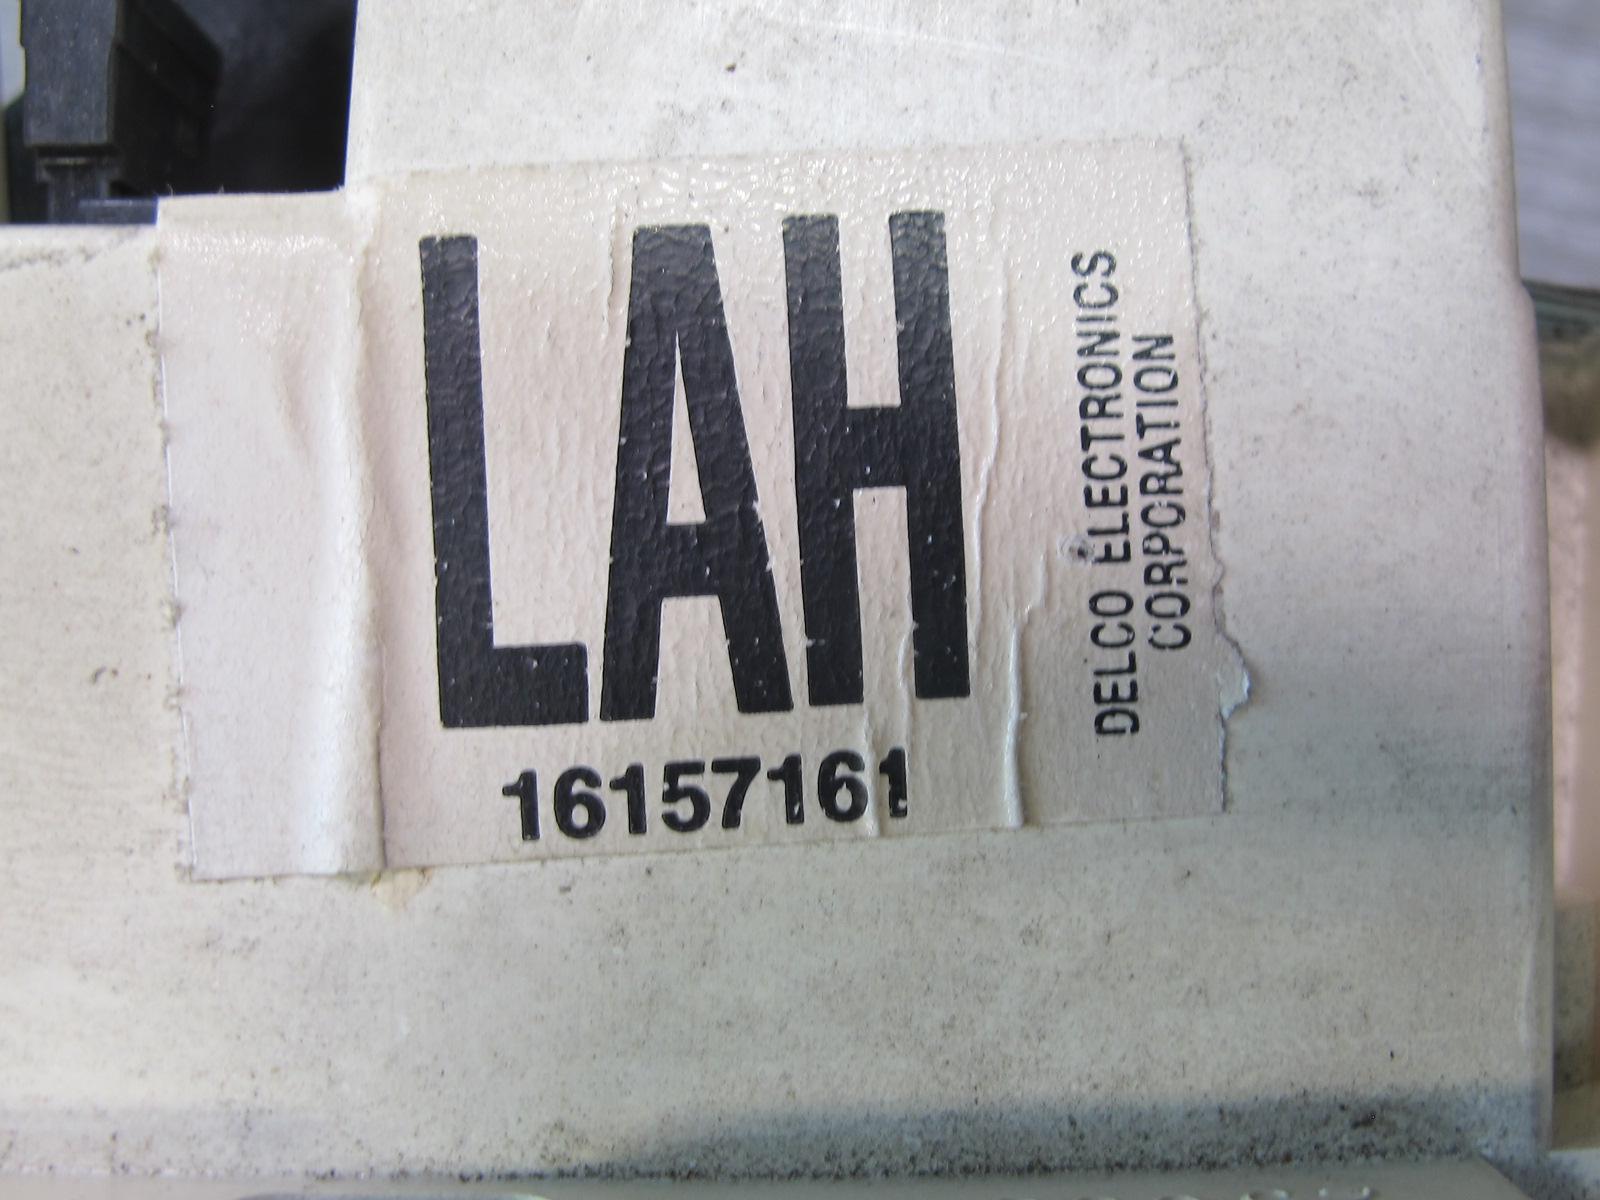 LAH
16157161
DELCO ELECTRONICS
CORPORATION